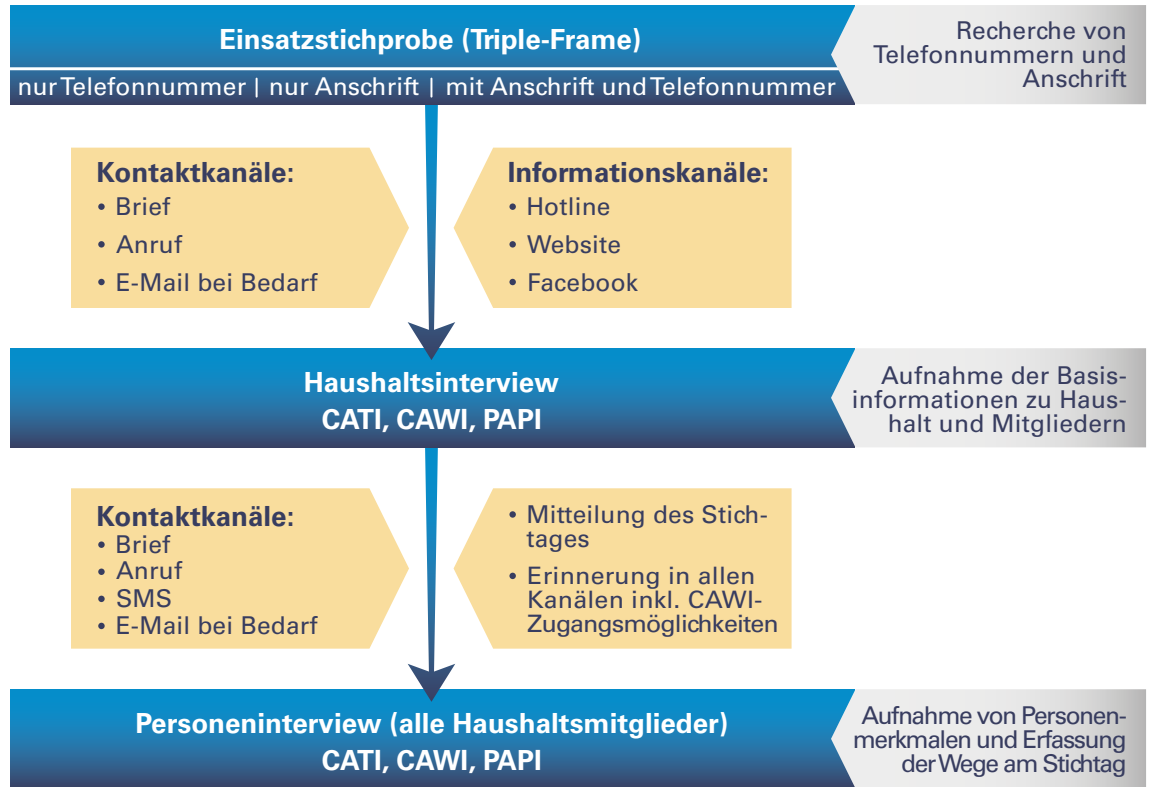 Einsatzstichprobe (Triple-Frame)
nur Telefonnummer | nur Anschrift | mit Anschrift und Telefonnummer
Recherche von
Telefonnummern und
Anschrift
Kontaktkanäle:
• Brief
• Anruf
• E-Mail bei Bedarf
Informationskanäle:
• Hotline
• Website
• Facebook
Haushaltsinterview
CATI, CAWI, PAPI
Aufnahme der Basis-
informationen zu Haus-
halt und Mitgliedern
Kontaktkanäle:
• Brief
• Anruf
• SMS
• E-Mail bei Bedarf
• Mitteilung des Stich-
tages
• Erinnerung in allen
Kanälen inkl. CAWI-
Zugangsmöglichkeiten
Personeninterview (alle Haushaltsmitglieder)
CATI, CAWI, PAPI
Aufnahme von Personen-
merkmalen und Erfassung
der Wege am Stichtag